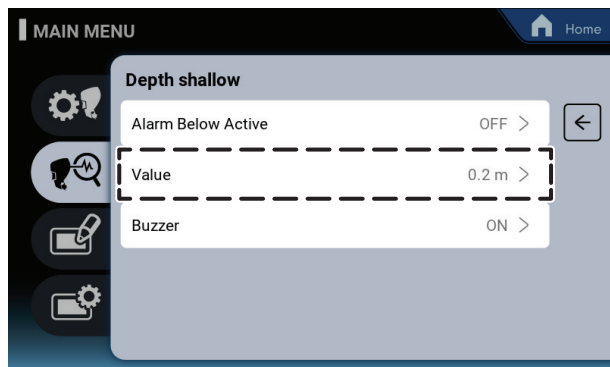 MAIN MENU
Home
Depth shallow
Alarm Below Active OFF
Value 0.2 m
Buzzer ON